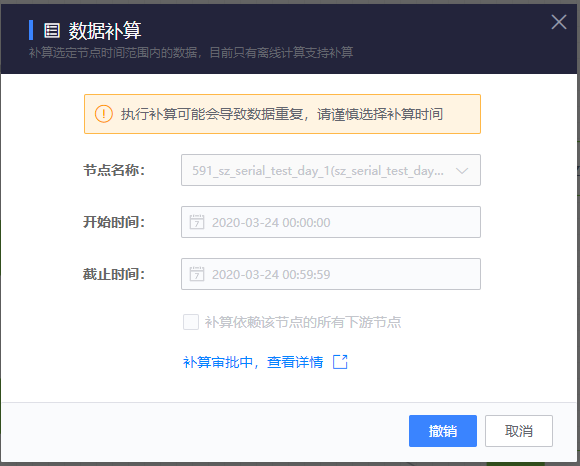 数据补算
补算选定节点时间范围内的数据，目前只有离线计算支持补算
执行补算可能会导致数据重复，请谨慎选择补算时间
节点名称： 591_sz_serial_test_day_1(sz_serial_test_day...
开始时间： 2020-03-24 00:00:00
截止时间： 2020-03-24 00:59:59
补算依赖该节点的所有下游节点
补算审批中，查看详情
撤销 取消